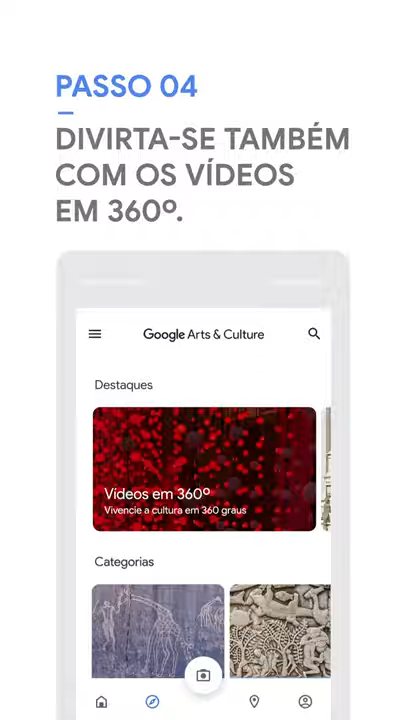 PASSO 04
DIVIRTA-SE TAMBÉM
COM OS VÍDEOS
EM 360º.
Google Arts & Culture
Destaques
Vídeos em 360º
Vivencie a cultura em 360 graus
Categorias